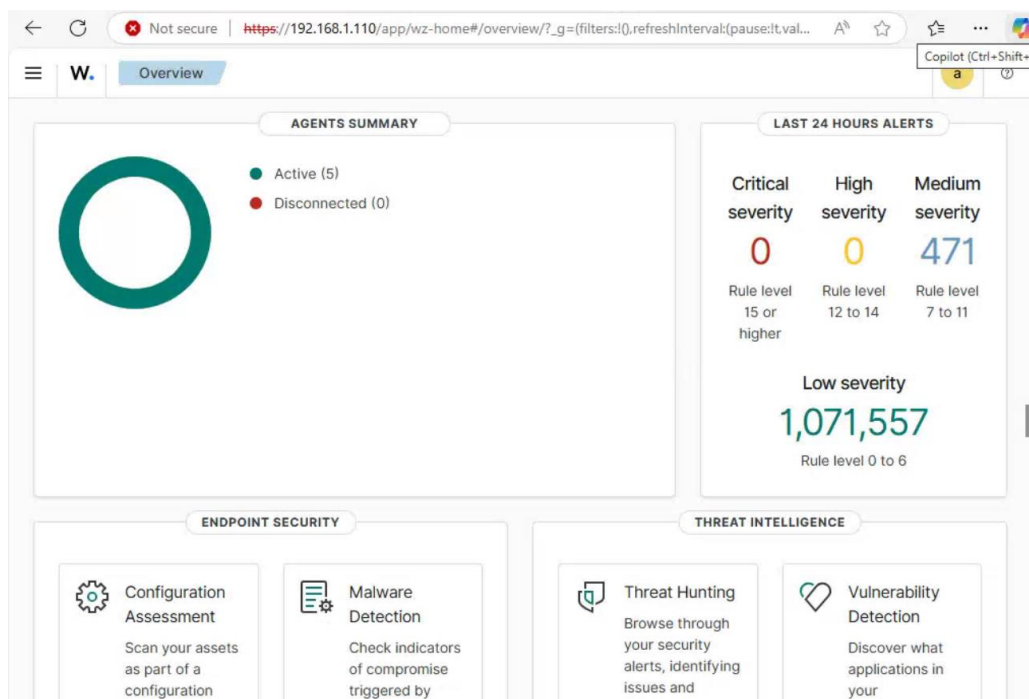 Not secure
https://192.168.1.110/app/wz-home#/overview/?_g=(filters:!(),refreshInterval:(pause:!t,val...
Copilot (Ctrl+Shift+
W.
Overview
a
AGENTS SUMMARY
Active (5)
Disconnected (0)
LAST 24 HOURS ALERTS
Critical
severity
0
Rule level
15 or
higher
High
severity
0
Rule level
12 to 14
Medium
severity
471
Rule level
7 to 11
Low severity
1,071,557
Rule level 0 to 6
ENDPOINT SECURITY
Configuration
Assessment
Scan your assets
as part of a
configuration
Malware
Detection
Check indicators
of compromise
triggered by
THREAT INTELLIGENCE
Threat Hunting
Browse through
your security
alerts, identifying
issues and
Vulnerability
Detection
Discover what
applications in
your